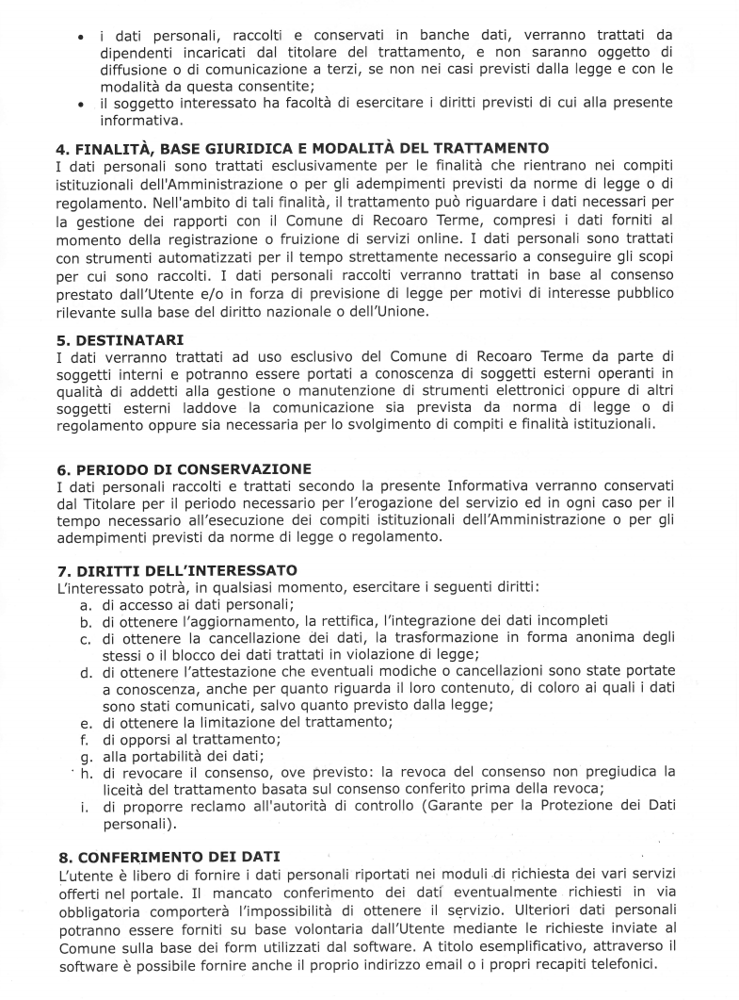 • i dati personali, raccolti e conservati in banche dati, verranno trattati da
dipendenti incaricati dal titolare del trattamento, e non saranno oggetto di
diffusione o di comunicazione a terzi, se non nei casi previsti dalla legge e con le
modalità da questa consentite;
• il soggetto interessato ha facoltà di esercitare i diritti previsti di cui alla presente
informativa.
4. FINALITÀ, BASE GIURIDICA E MODALITÀ DEL TRATTAMENTO
I dati personali sono trattati esclusivamente per le finalità che rientrano nei compiti
istituzionali dell'Amministrazione o per gli adempimenti previsti da norme di legge o di
regolamento. Nell'ambito di tali finalità, il trattamento può riguardare i dati necessari per
la gestione dei rapporti con il Comune di Recoaro Terme, compresi i dati forniti al
momento della registrazione o fruizione di servizi online. I dati personali sono trattati
con strumenti automatizzati per il tempo strettamente necessario a conseguire gli scopi
per cui sono raccolti. I dati personali raccolti verranno trattati in base al consenso
prestato dall’Utente e/o in forza di previsione di legge per motivi di interesse pubblico
rilevante sulla base del diritto nazionale o dell’Unione.
5. DESTINATARI
I dati verranno trattati ad uso esclusivo del Comune di Recoaro Terme da parte di
soggetti interni e potranno essere portati a conoscenza di soggetti esterni operanti in
qualità di addetti alla gestione o manutenzione di strumenti elettronici oppure di altri
soggetti esterni laddove la comunicazione sia prevista da norma di legge o di
regolamento oppure sia necessaria per lo svolgimento di compiti e finalità istituzionali.
6. PERIODO DI CONSERVAZIONE
I dati personali raccolti e trattati secondo la presente Informativa verranno conservati
dal Titolare per il periodo necessario per l’erogazione del servizio ed in ogni caso per il
tempo necessario all’esecuzione dei compiti istituzionali dell’Amministrazione o per gli
adempimenti previsti da norme di legge o regolamento.
7. DIRITTI DELL’INTERESSATO
L’interessato potrà, in qualsiasi momento, esercitare i seguenti diritti:
a. di accesso ai dati personali;
b. di ottenere l’aggiornamento, la rettifica, l’integrazione dei dati incompleti
c. di ottenere la cancellazione dei dati, la trasformazione in forma anonima degli
stessi o il blocco dei dati trattati in violazione di legge;
d. di ottenere l’attestazione che eventuali modiche o cancellazioni sono state portate
a conoscenza, anche per quanto riguarda il loro contenuto, di coloro ai quali i dati
sono stati comunicati, salvo quanto previsto dalla legge;
e. di ottenere la limitazione del trattamento;
f. di opporsi al trattamento;
g. alla portabilità dei dati;
h. di revocare il consenso, ove previsto: la revoca del consenso non pregiudica la
liceità del trattamento basata sul consenso conferito prima della revoca;
i. di proporre reclamo all'autorità di controllo (Garante per la Protezione dei Dati
personali).
8. CONFERIMENTO DEI DATI
L’utente è libero di fornire i dati personali riportati nei moduli di richiesta dei vari servizi
offerti nel portale. Il mancato conferimento dei dati eventualmente richiesti in via
obbligatoria comporterà l’impossibilità di ottenere il servizio. Ulteriori dati personali
potranno essere forniti su base volontaria dall’Utente mediante le richieste inviate al
Comune sulla base dei form utilizzati dal software. A titolo esemplificativo, attraverso il
software è possibile fornire anche il proprio indirizzo email o i propri recapiti telefonici.